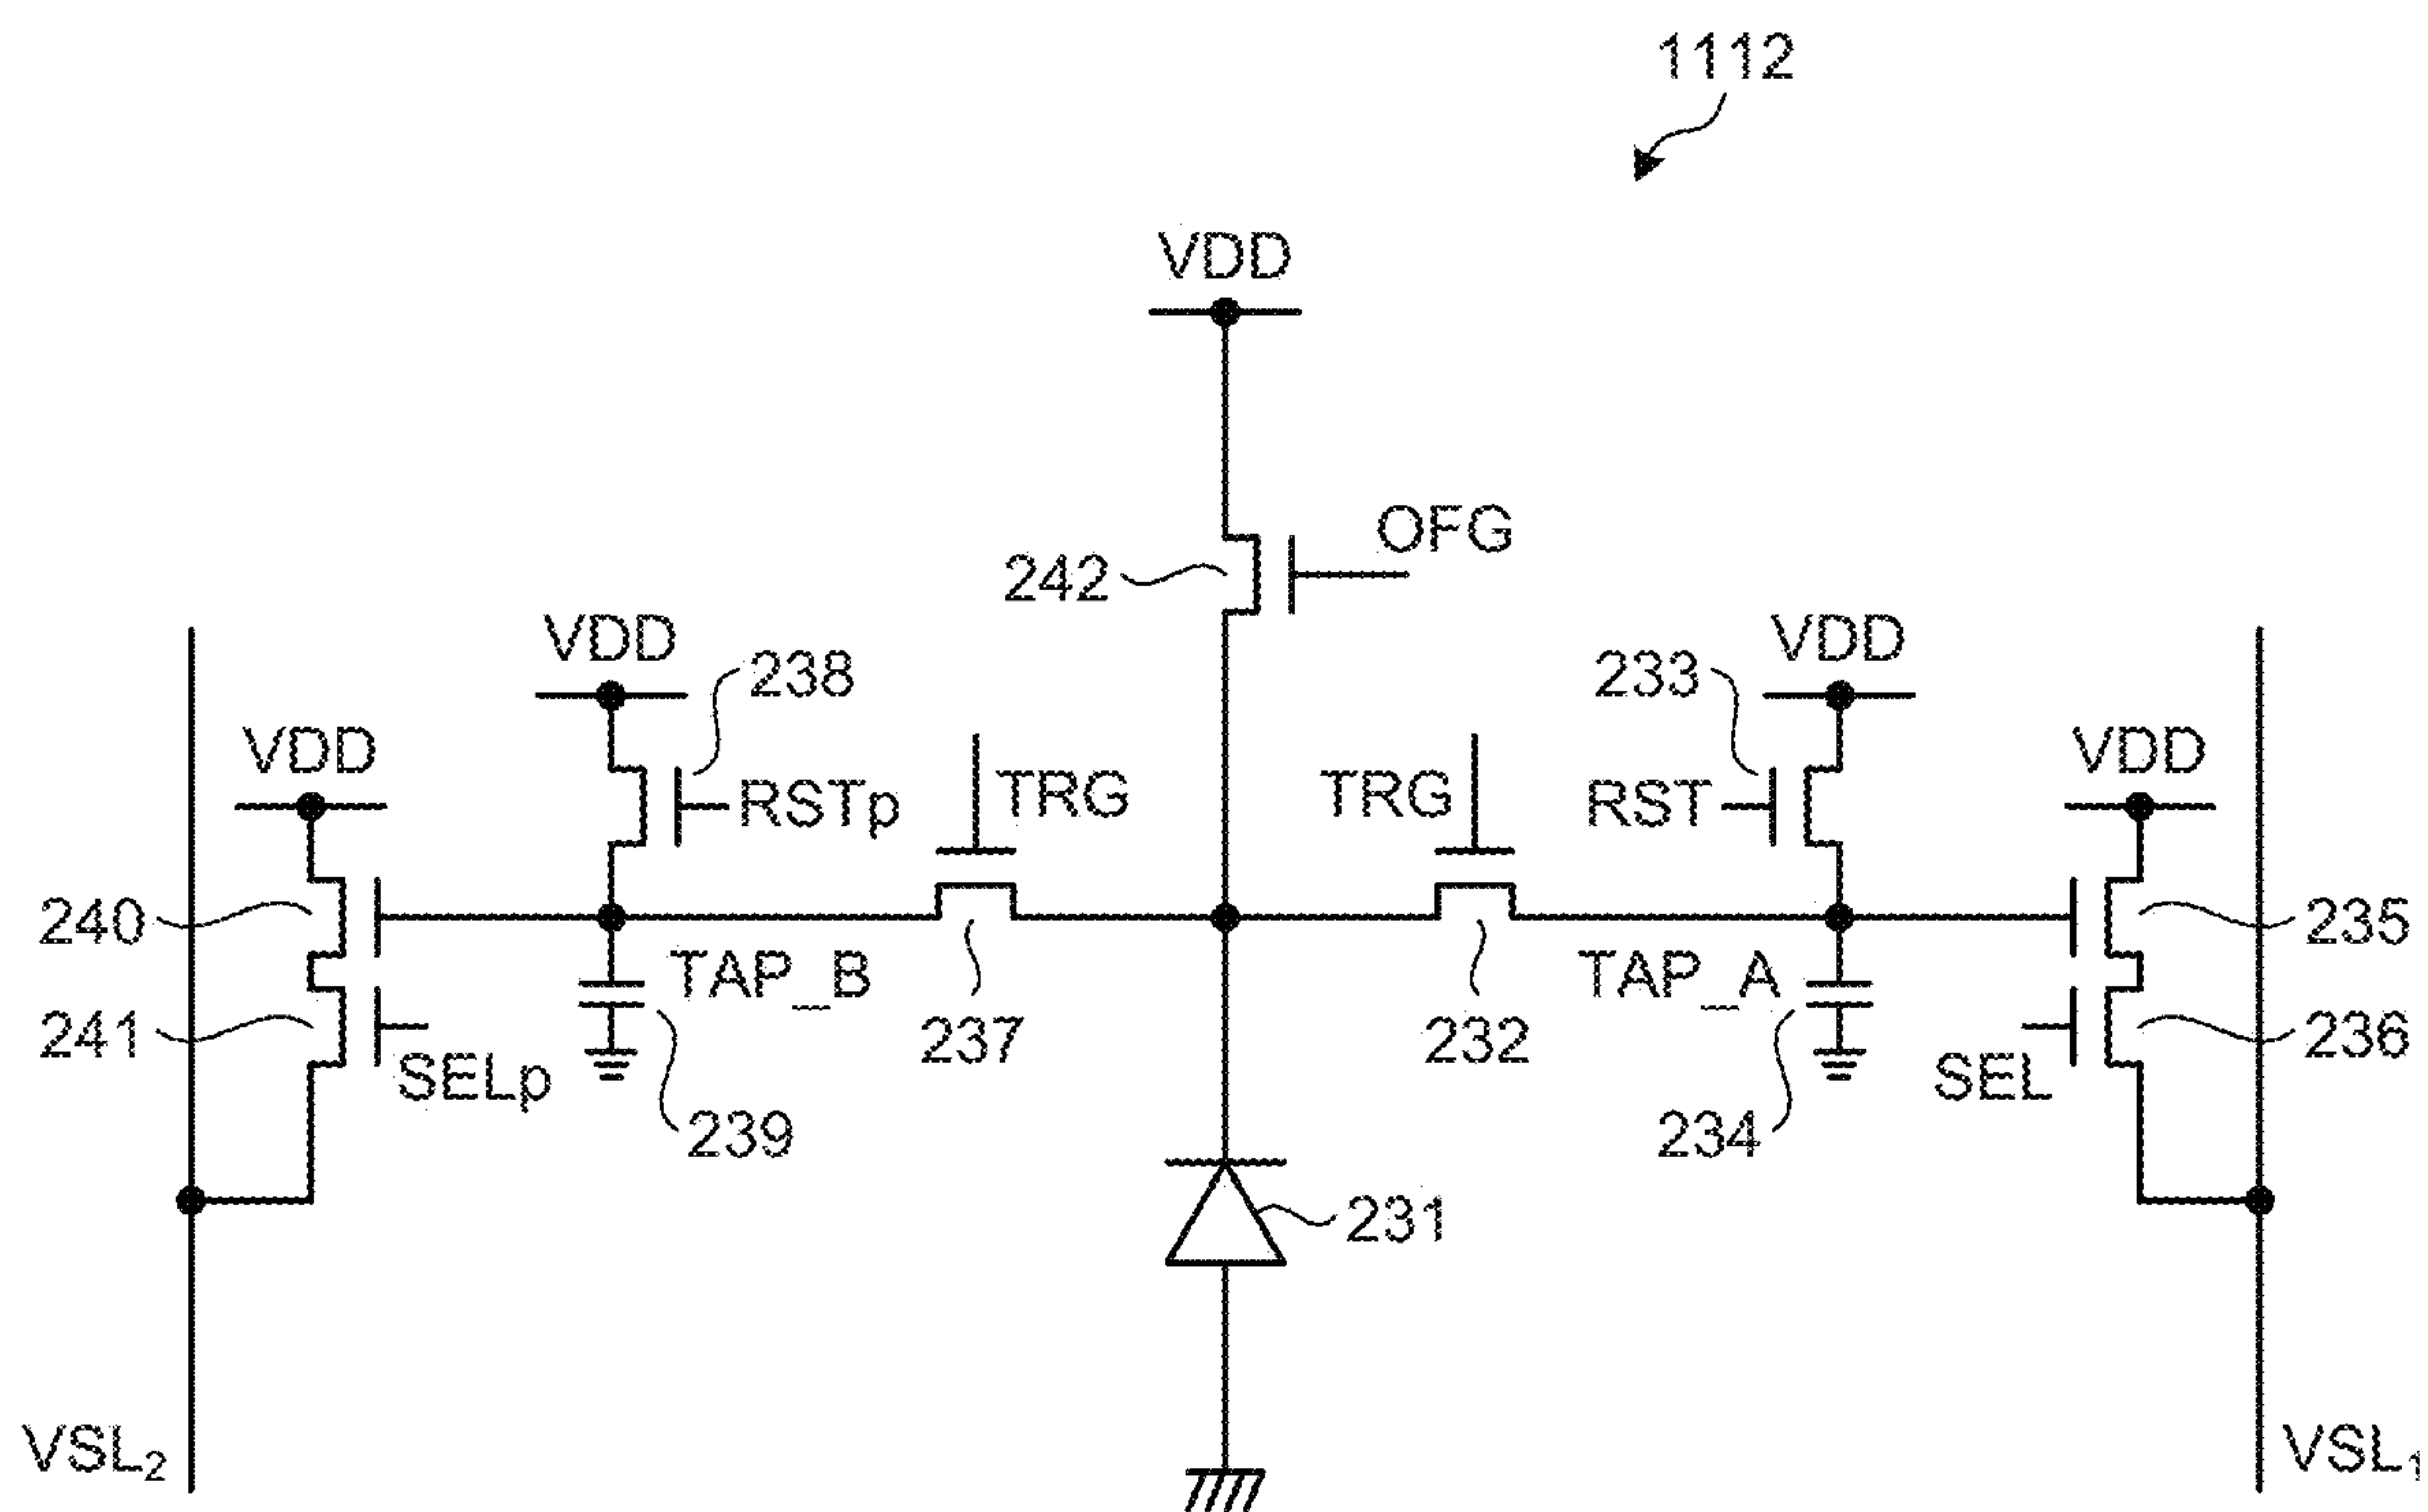 1112
VDD
OFG
242
VDD
238
233
VDD
VDD
RSTp
TRG
TRG
RST
VDD
240
TAP_B
TAP_A
235
241
SELp
237
232
SEL
236
239
234
231
VSL₂
VSL₁